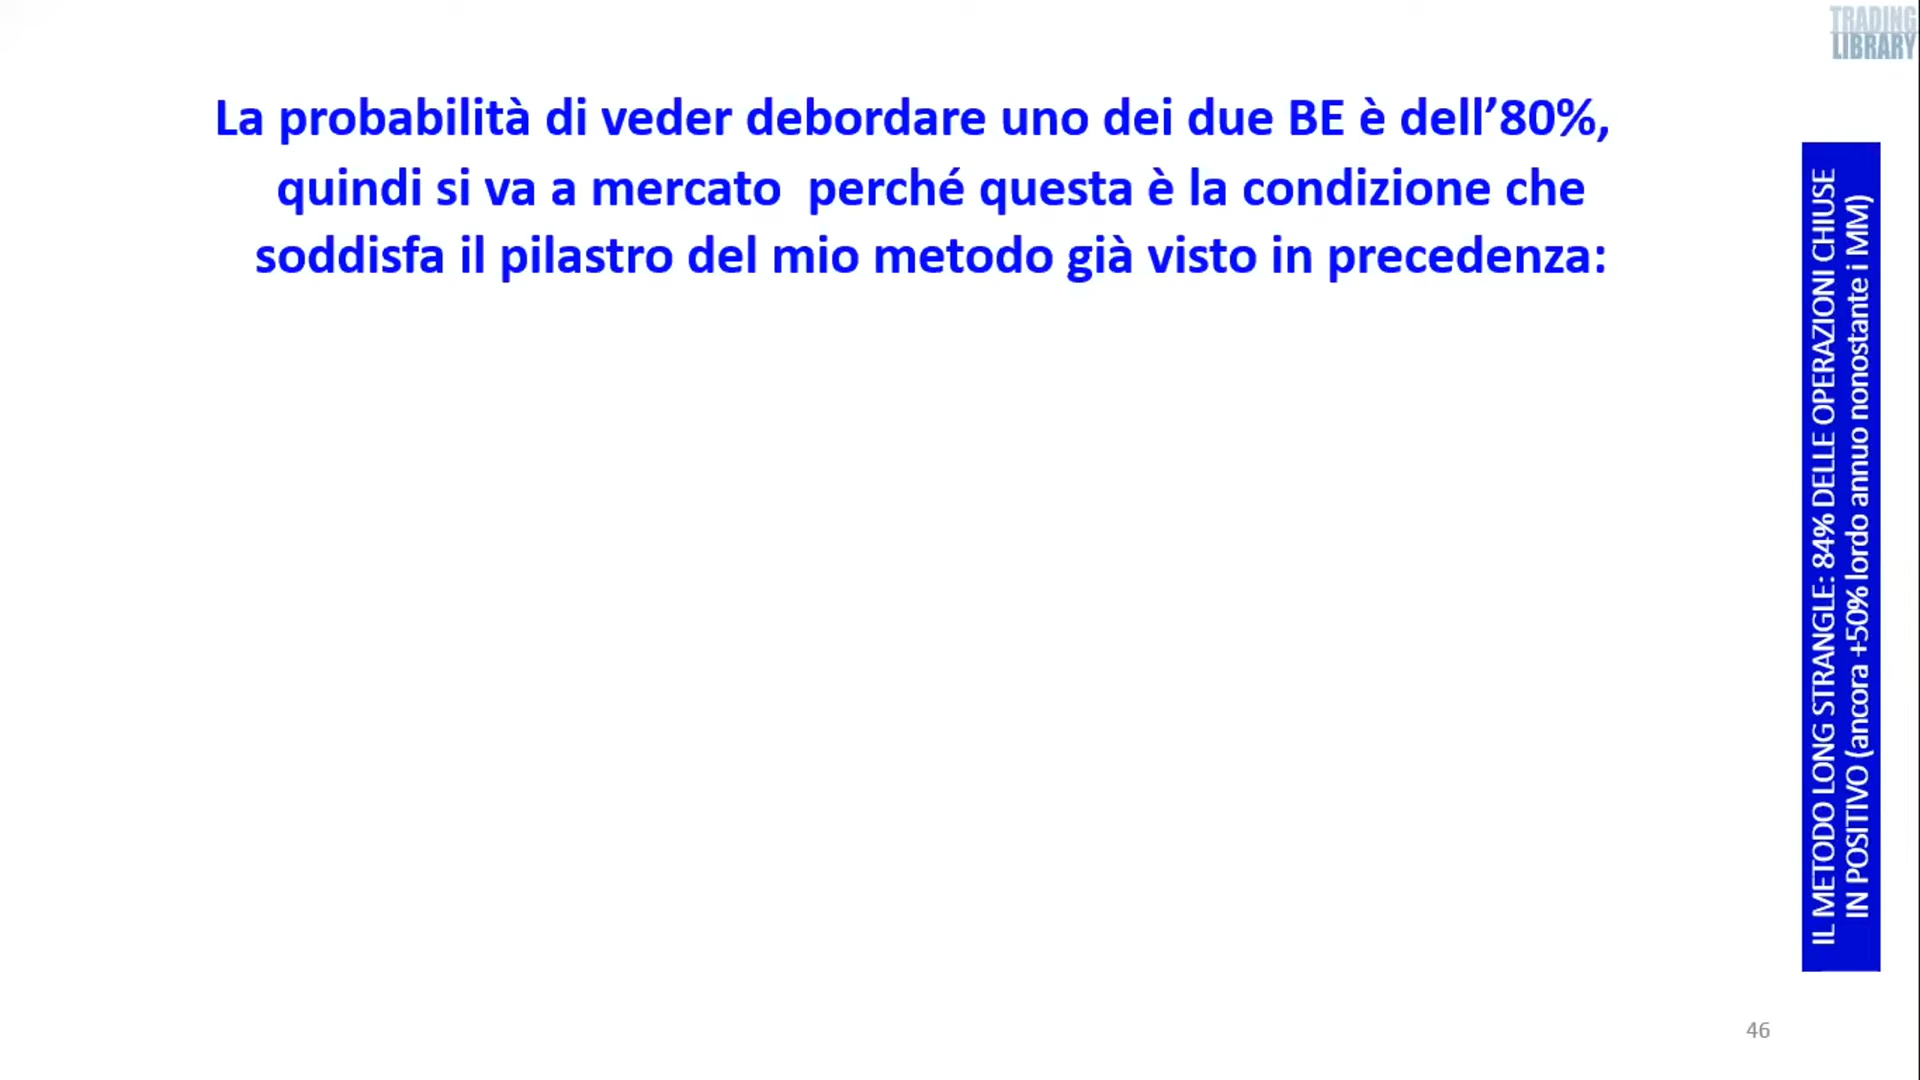 TRADING
LIBRARY
La probabilità di veder debordare uno dei due BE è dell’80%,
quindi si va a mercato  perché questa è la condizione che
soddisfa il pilastro del mio metodo già visto in precedenza:
IL METODO LONG STRANGLE: 84% DELLE OPERAZIONI CHIUSE
IN POSITIVO (ancora +50% lordo annuo nonostante i MM)
46